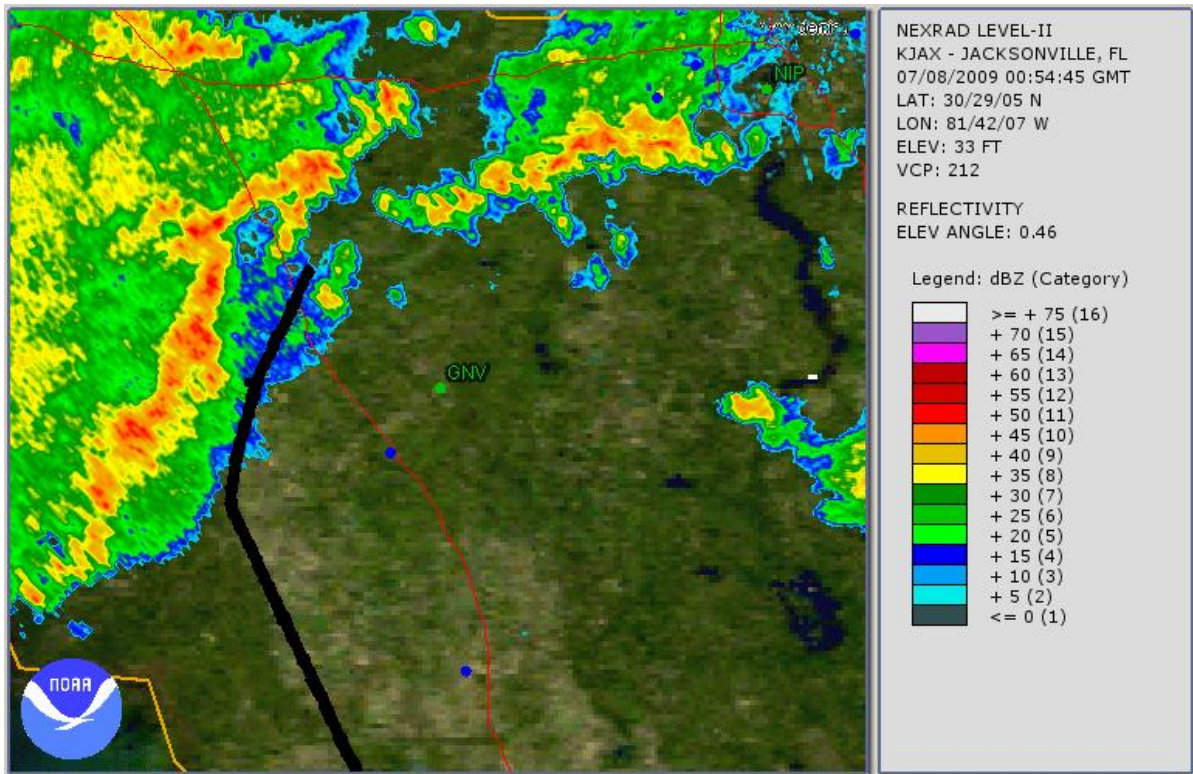 NIP
GNV
NOAA
NEXRAD LEVEL-II
KJAX - JACKSONVILLE, FL
07/08/2009 00:54:45 GMT
LAT: 30/29/05 N
LON: 81/42/07 W
ELEV: 33 FT
VCP: 212
REFLECTIVITY
ELEV ANGLE: 0.46
Legend: dBZ (Category)
>= + 75 (16)
+ 70 (15)
+ 65 (14)
+ 60 (13)
+ 55 (12)
+ 50 (11)
+ 45 (10)
+ 40 (9)
+ 35 (8)
+ 30 (7)
+ 25 (6)
+ 20 (5)
+ 15 (4)
+ 10 (3)
+ 5 (2)
<= 0 (1)